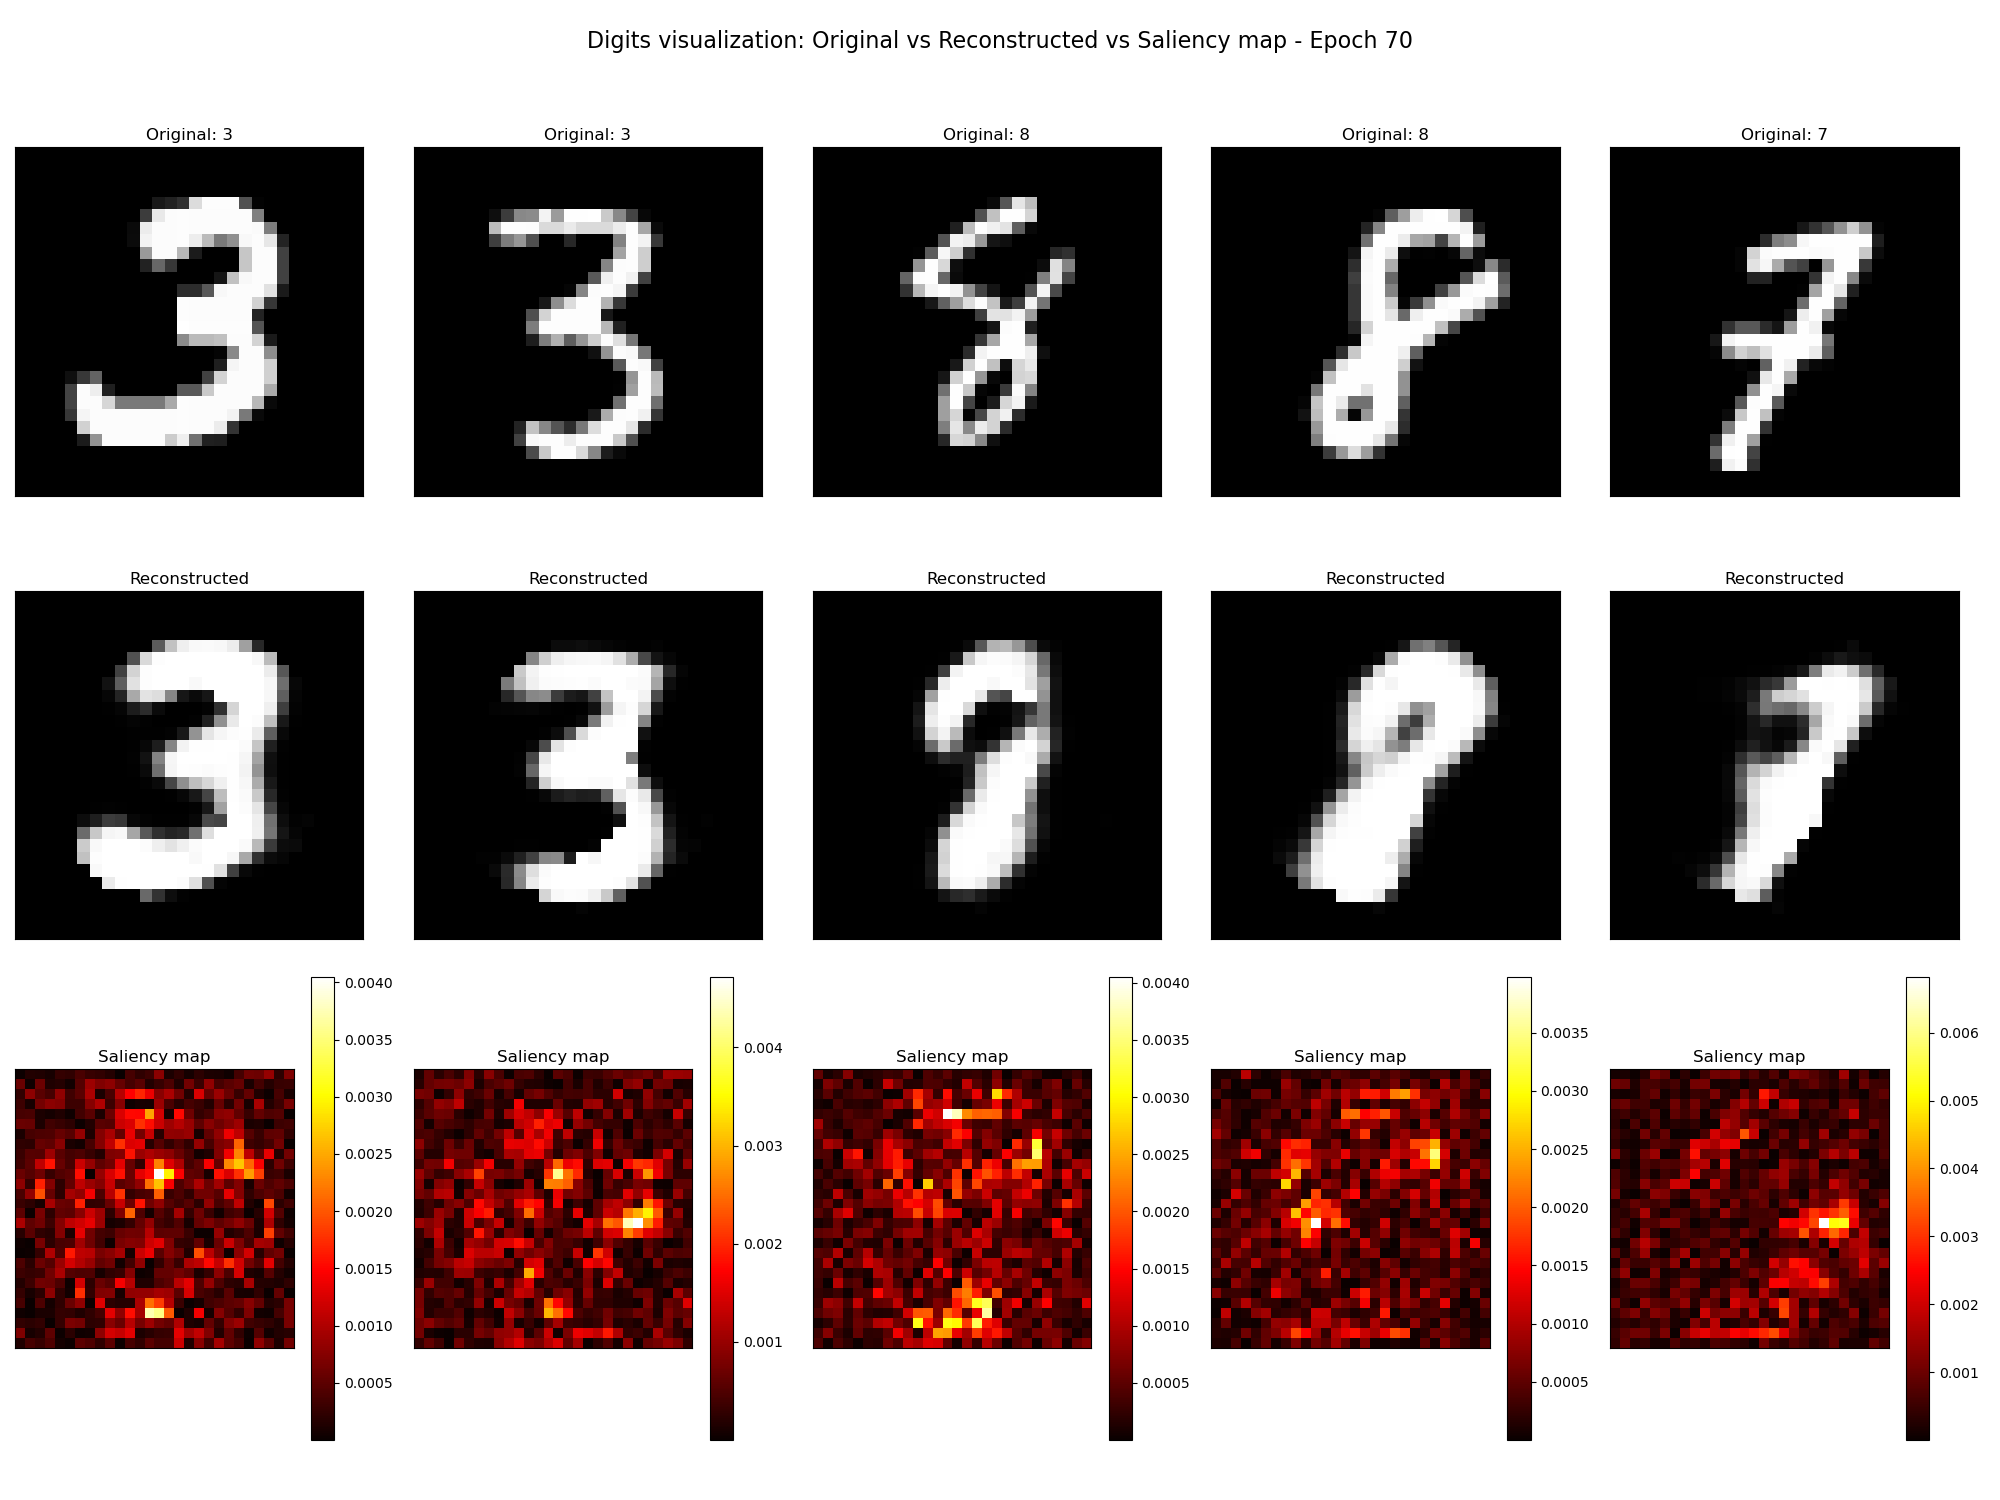 Digits visualization: Original vs Reconstructed vs Saliency map - Epoch 70
Original: 3
Original: 3
Original: 8
Original: 8
Original: 7
Reconstructed
Reconstructed
Reconstructed
Reconstructed
Reconstructed
Saliency map
0.0040
0.0035
0.0030
0.0025
0.0020
0.0015
0.0010
0.0005
Saliency map
0.004
0.003
0.002
0.001
Saliency map
0.0040
0.0035
0.0030
0.0025
0.0020
0.0015
0.0010
0.0005
Saliency map
0.0035
0.0030
0.0025
0.0020
0.0015
0.0010
0.0005
Saliency map
0.006
0.005
0.004
0.003
0.002
0.001